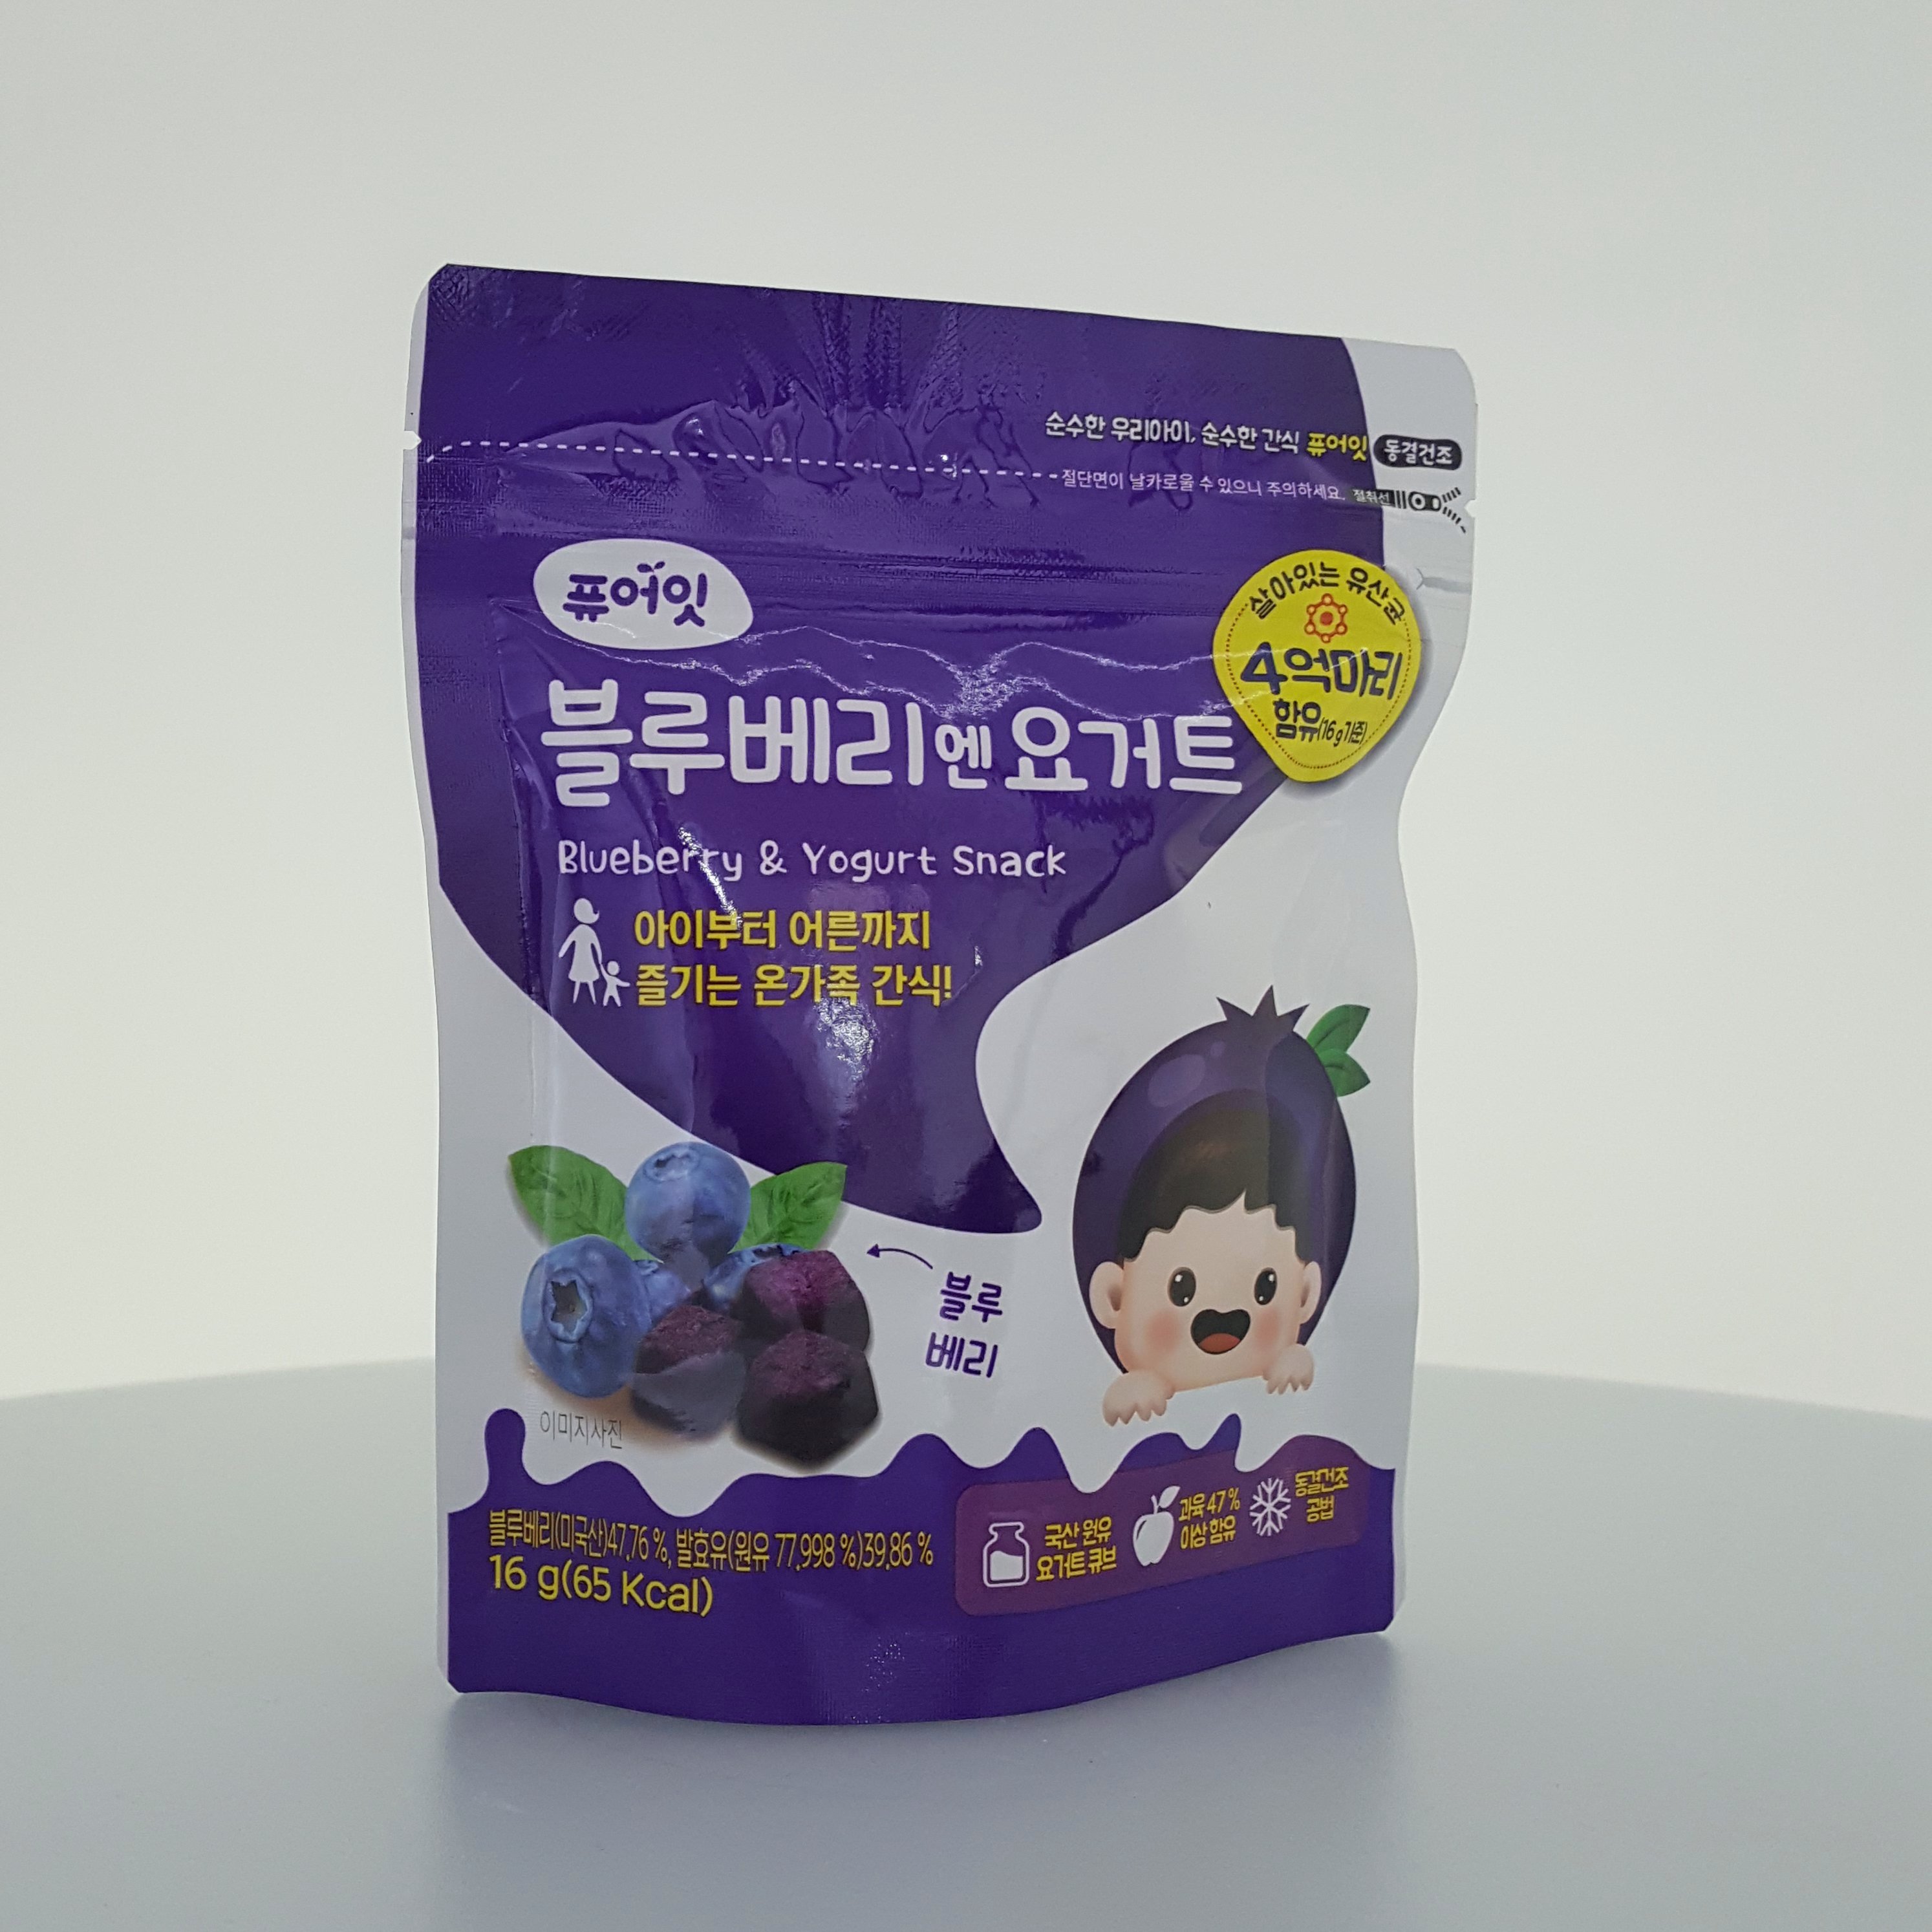 순수한 우리아이, 순수한 간식 퓨어잇 동결건조
절단면이 날카로울 수 있으니 주의하세요. 절취선
퓨어잇
살아있는 유산균
4억마리
함유(16g기준)
블루베리엔요거트
Blueberry & Yogurt Snack
아이부터 어른까지
즐기는 온가족 간식!
블루
베리
이미지사진
블루베리(미국산)47.76 %, 발효유(원유 77.998 %)39.86 %
16 g(65 Kcal)
국산 원유
요거트큐브
과육 47 %
이상 함유
동결건조
공법